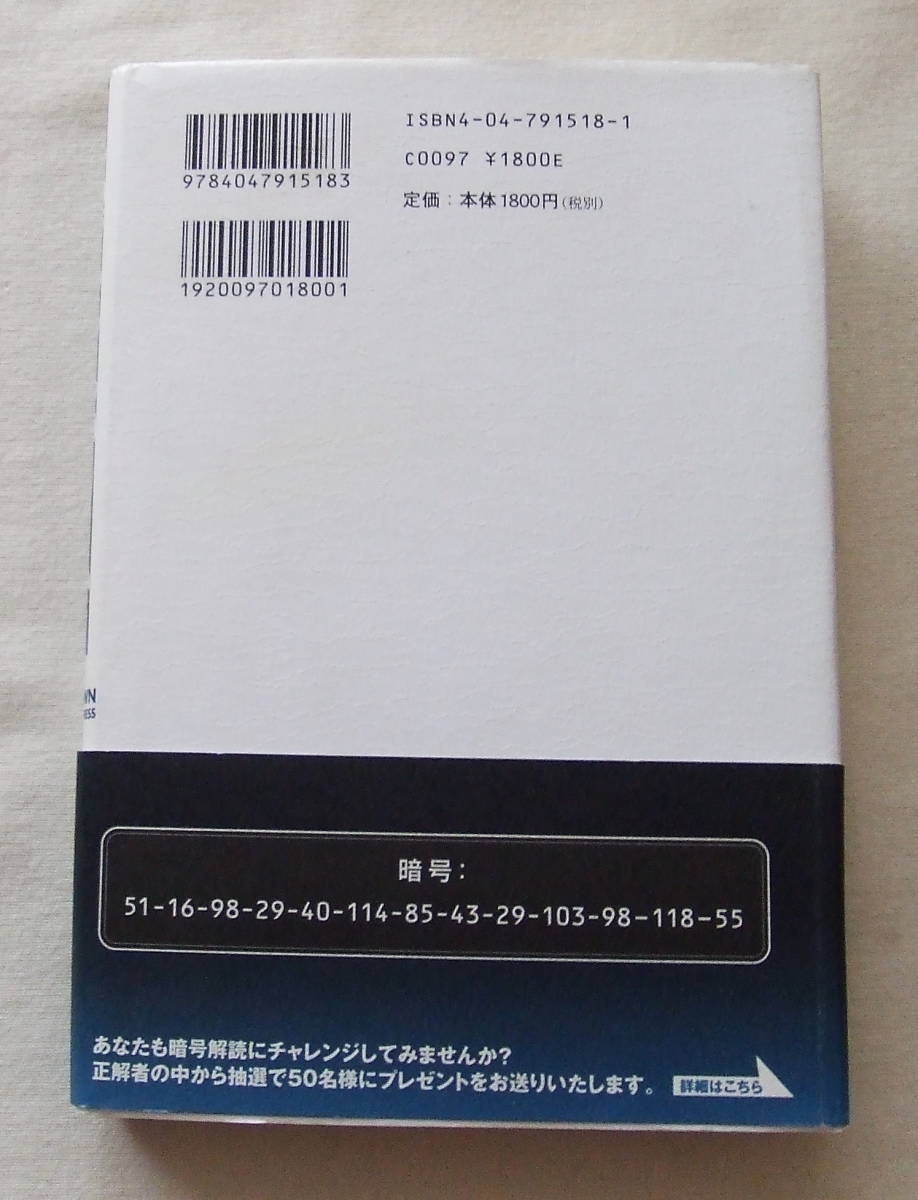 ISBN4-04-791518-1
C0097 ¥1800E
定価：本体1800円（税別）
9784047915183
1920097018001
WN
暗号：
51-16-98-29-40-114-85-43-29-103-98-118-55
あなたも暗号解読にチャレンジしてみませんか？
正解者の中から抽選で50名様にプレゼントをお送りいたします。
詳細はこちら